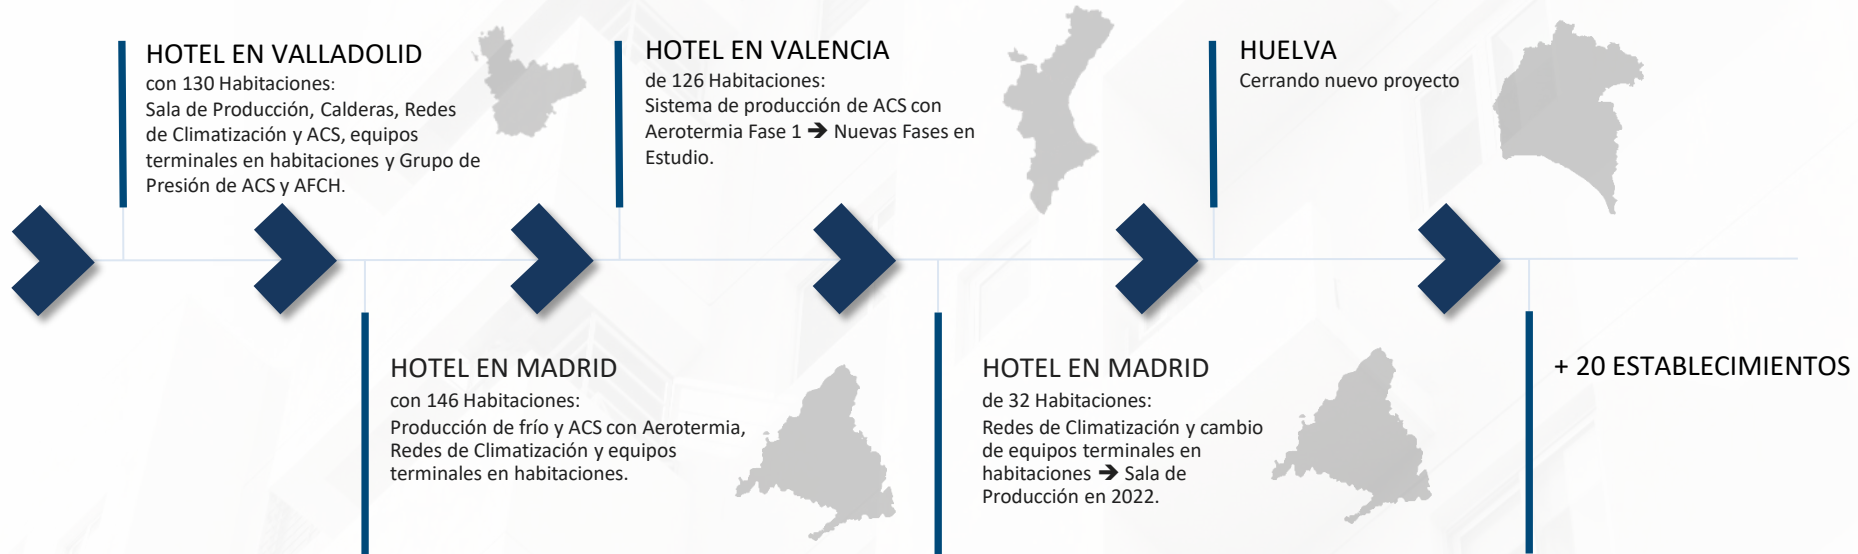 HOTEL EN VALLADOLID
con 130 Habitaciones:
Sala de Producción, Calderas, Redes
de Climatización y ACS, equipos
terminales en habitaciones y Grupo de
Presión de ACS y AFCH.
HOTEL EN MADRID
con 146 Habitaciones:
Producción de frío y ACS con Aerotermia,
Redes de Climatización y equipos
terminales en habitaciones.
HOTEL EN VALENCIA
de 126 Habitaciones:
Sistema de producción de ACS con
Aerotermia Fase 1 ➔ Nuevas Fases en
Estudio.
HOTEL EN MADRID
de 32 Habitaciones:
Redes de Climatización y cambio
de equipos terminales en
habitaciones ➔ Sala de
Producción en 2022.
HUELVA
Cerrando nuevo proyecto
+ 20 ESTABLECIMIENTOS